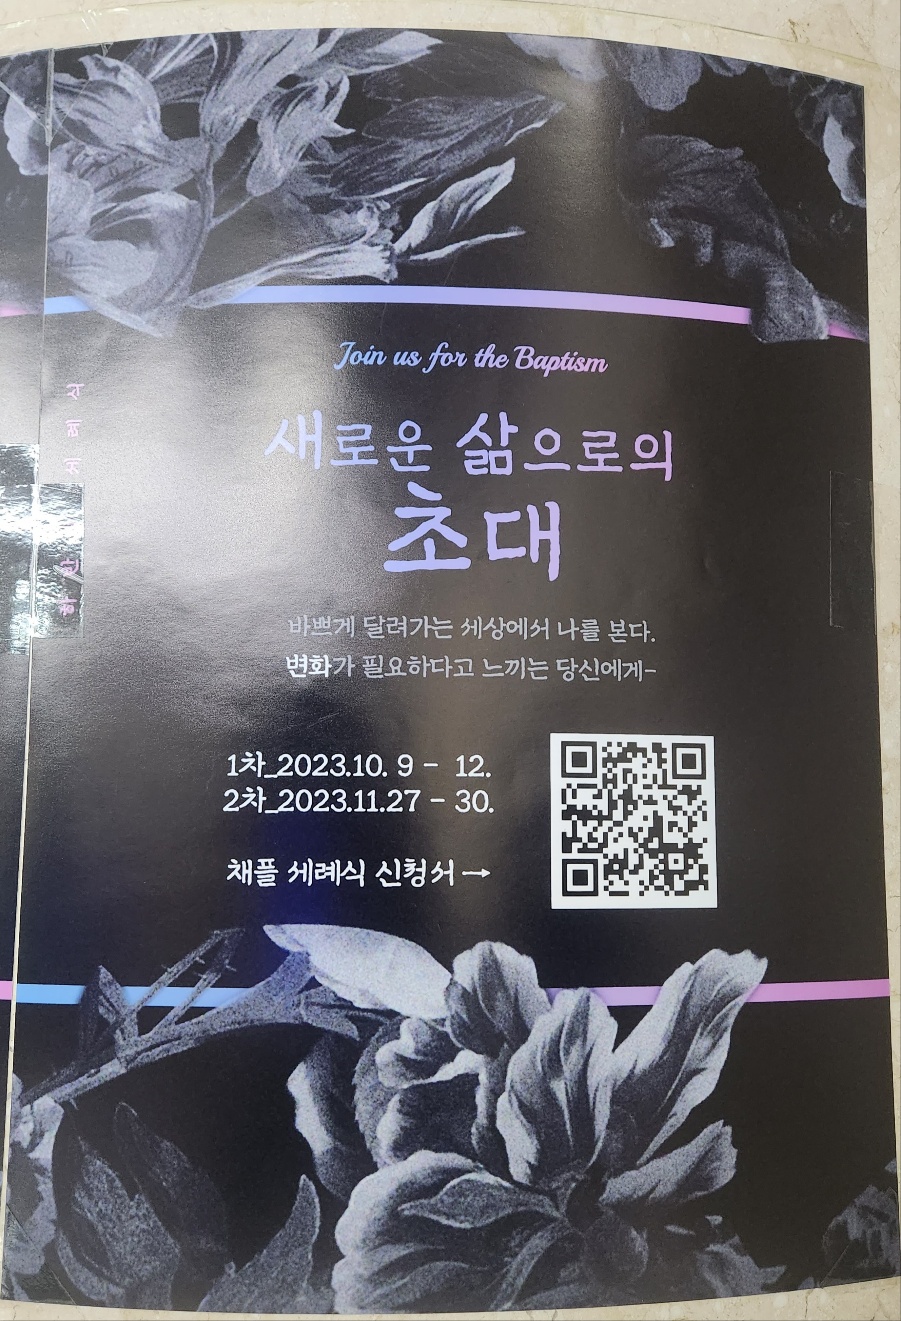 Join us for the Baptism
새로운 삶으로의
초대
바쁘게 달려가는 세상에서 나를 본다.
변화가 필요하다고 느끼는 당신에게-
1차_2023.10. 9 - 12.
2차_2023.11.27 - 30.
채플 세례식 신청서→